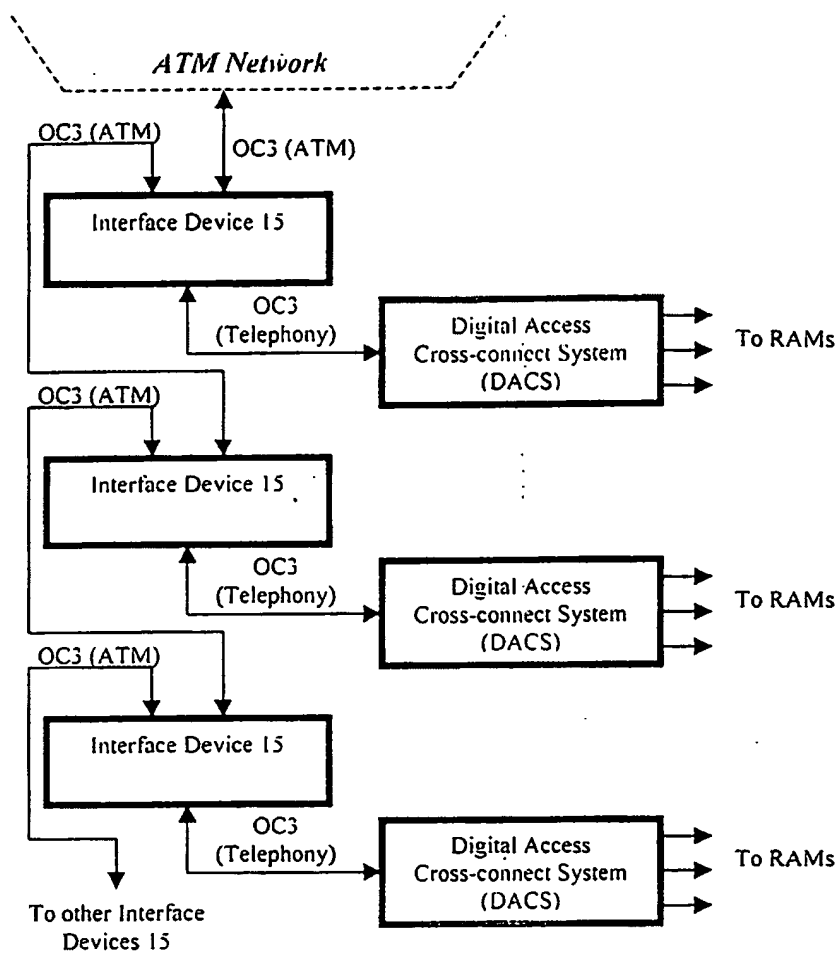 ATM Network
OC3 (ATM)
OC3 (ATM)
Interface Device 15
OC3
(Telephony)
Digital Access
Cross-connect System
(DACS)
To RAMs
OC3 (ATM)
Interface Device 15
OC3
(Telephony)
Digital Access
Cross-connect System
(DACS)
To RAMs
OC3 (ATM)
Interface Device 15
OC3
(Telephony)
Digital Access
Cross-connect System
(DACS)
To RAMs
To other Interface
Devices 15